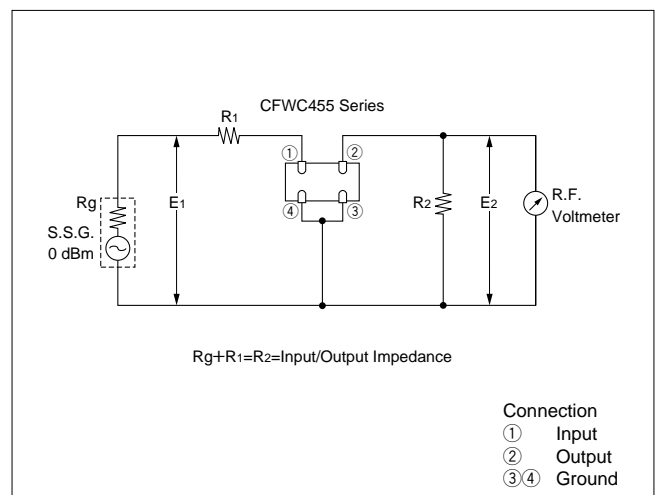 CFWC455 Series
R1
① ②
④ ③
Rg
S.S.G.
0 dBm
E1
R2
E2
R.F.
Voltmeter
Rg+R1=R2=Input/Output Impedance
Connection
① Input
② Output
③④ Ground